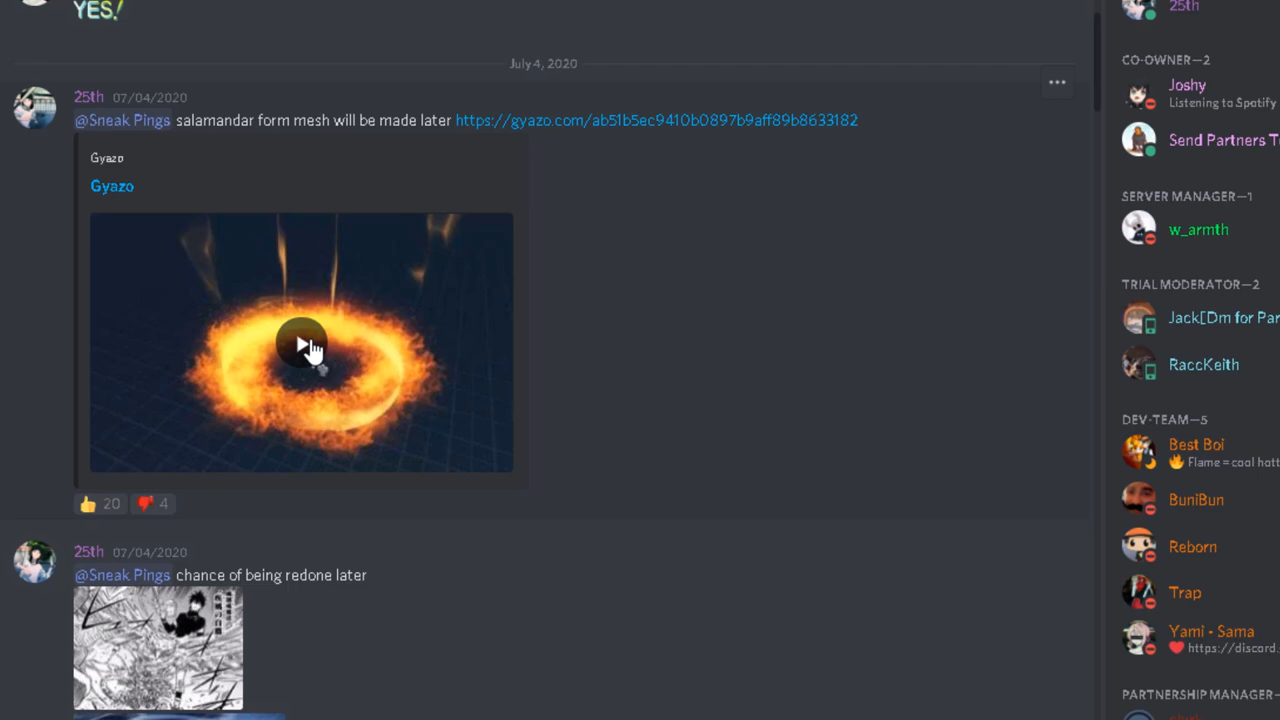 YES!
July 4, 2020
25th 07/04/2020
@Sneak Pings salamandar form mesh will be made later https://gyazo.com/ab51b5ec9410b0897b9aff89b8633182
Gyazo
Gyazo
20 4
25th 07/04/2020
@Sneak Pings chance of being redone later
25th
CO-OWNER—2
Joshy
Listening to Spotify
Send Partners T
SERVER MANAGER—1
w_armth
TRIAL MODERATOR—2
Jack[Dm for Par
RaccKeith
DEV-TEAM—5
Best Boi
Flame = cool hott
BuniBun
Reborn
Trap
Yami - Sama
https://discord.
PARTNERSHIP MANAGER—